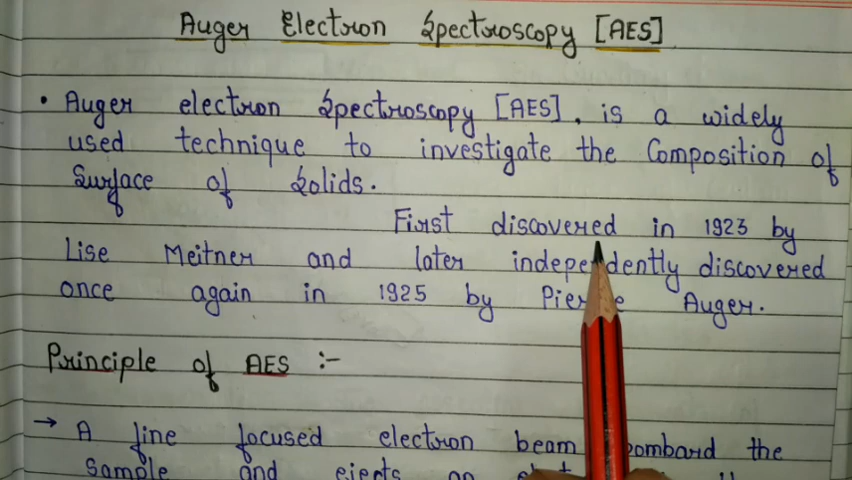 Auger Electron Spectroscopy [AES]
• Auger electron Spectroscopy [AES], is a widely
used technique to investigate the Composition of
Surface of Solids.
First discovered in 1923 by
Lise Meitner and later independently discovered
once again in 1925 by Pierre Auger.
Principle of AES :-
→ A fine focused electron beam bombard the
Sample and ejects an